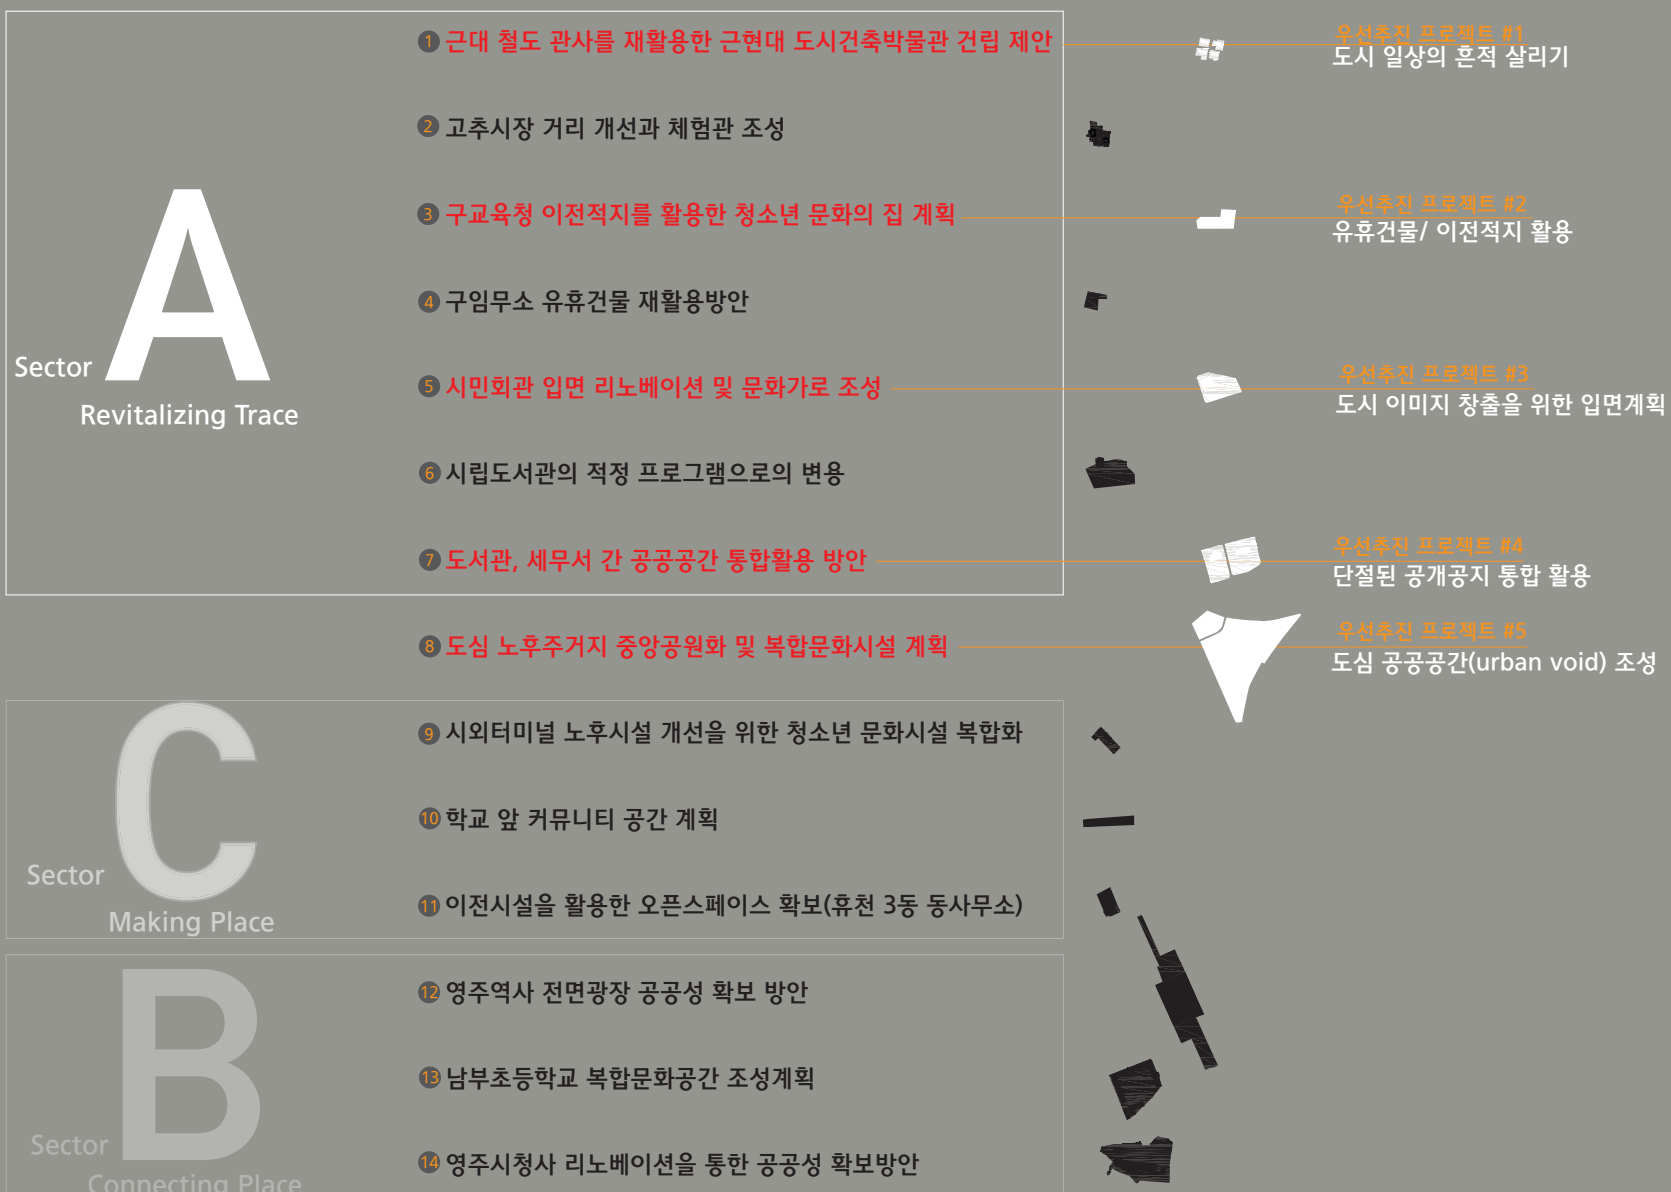 1 근대 철도 관사를 재활용한 근현대 도시건축박물관 건립 제안
우선추진 프로젝트 #1
도시 일상의 흔적 살리기
2 고추시장 거리 개선과 체험관 조성
3 구교육청 이전적지를 활용한 청소년 문화의 집 계획
우선추진 프로젝트 #2
유휴건물/ 이전적지 활용
4 구임무소 유휴건물 재활용방안
A
Sector
Revitalizing Trace
5 시민회관 입면 리노베이션 및 문화가로 조성
우선추진 프로젝트 #3
도시 이미지 창출을 위한 입면계획
6 시립도서관의 적정 프로그램으로의 변용
7 도서관, 세무서 간 공공공간 통합활용 방안
우선추진 프로젝트 #4
단절된 공개공지 통합 활용
8 도심 노후주거지 중앙공원화 및 복합문화시설 계획
우선추진 프로젝트 #5
도심 공공공간(urban void) 조성
C
Sector
Making Place
9 시외터미널 노후시설 개선을 위한 청소년 문화시설 복합화
10 학교 앞 커뮤니티 공간 계획
11 이전시설을 활용한 오픈스페이스 확보(휴천 3동 동사무소)
B
Sector
Connecting Place
12 영주역사 전면광장 공공성 확보 방안
13 남부초등학교 복합문화공간 조성계획
14 영주시청사 리노베이션을 통한 공공성 확보방안